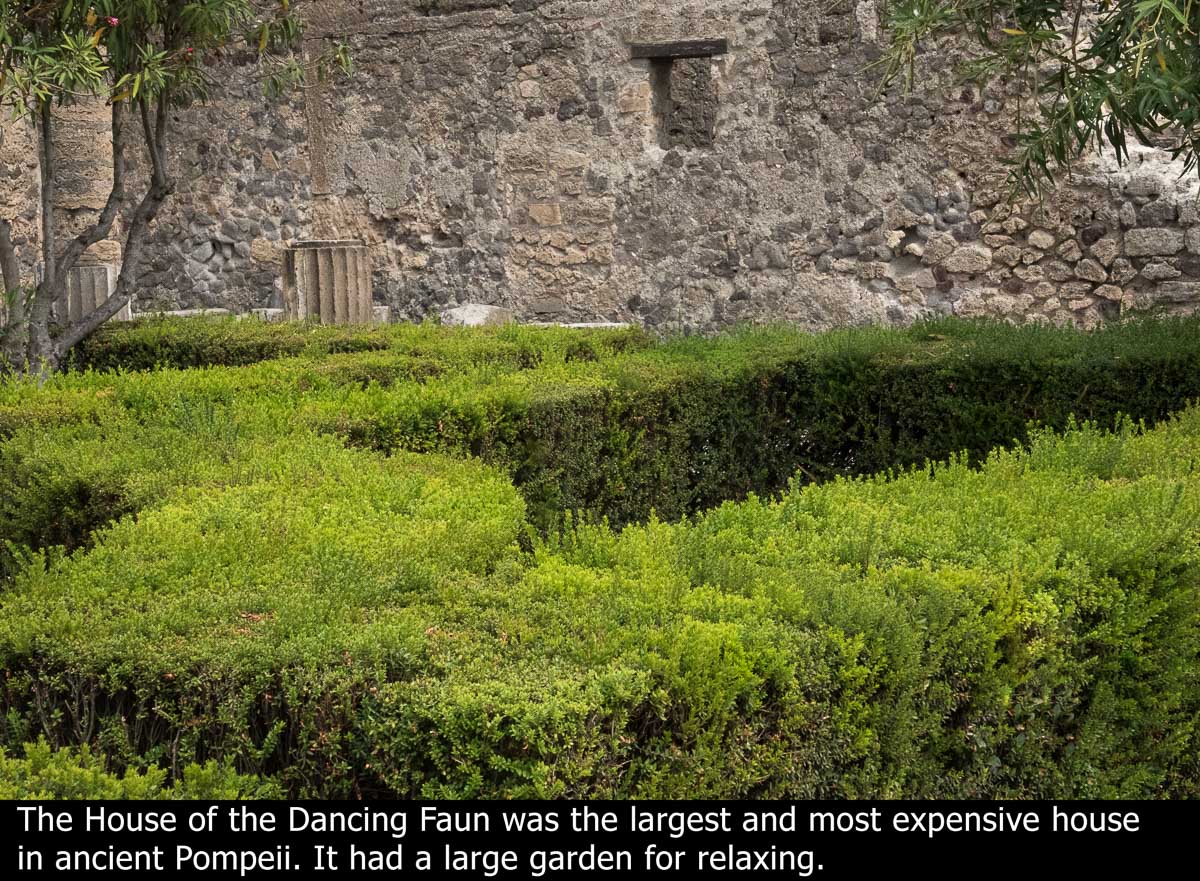 The House of the Dancing Faun was the largest and most expensive house
in ancient Pompeii. It had a large garden for relaxing.